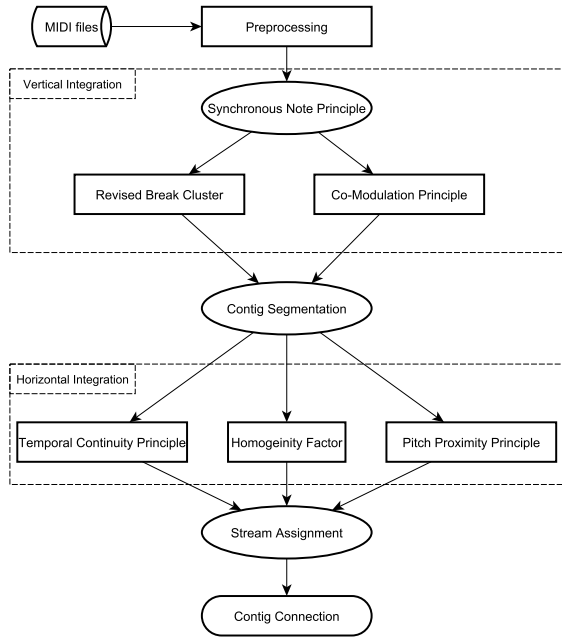 MIDI files
Preprocessing
Vertical Integration
Synchronous Note Principle
Revised Break Cluster
Co-Modulation Principle
Contig Segmentation
Horizontal Integration
Temporal Continuity Principle
Homogeinity Factor
Pitch Proximity Principle
Stream Assignment
Contig Connection